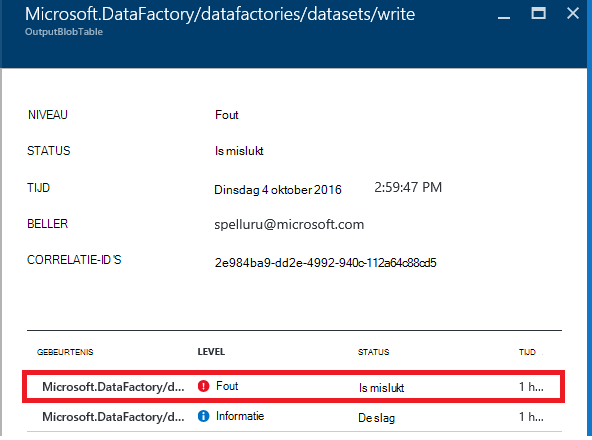 Microsoft.DataFactory/datafactories/datasets/write
OutputBlobTable
NIVEAU Fout
STATUS Is mislukt
TIJD Dinsdag 4 oktober 2016 2:59:47 PM
BELLER spelluru@microsoft.com
CORRELATIE-ID'S 2e984ba9-dd2e-4992-940c-112a64c88cd5
GEBEURTENIS LEVEL STATUS TIJD
Microsoft.DataFactory/d... Fout Is mislukt 1 h...
Microsoft.DataFactory/d... Informatie De slag 1 h...